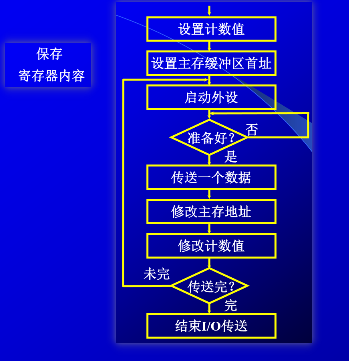 保存
寄存器内容
设置计数值
设置主存缓冲区首址
启动外设
准备好?
否
是
传送一个数据
修改主存地址
修改计数值
未完
传送完?
完
结束I/O传送